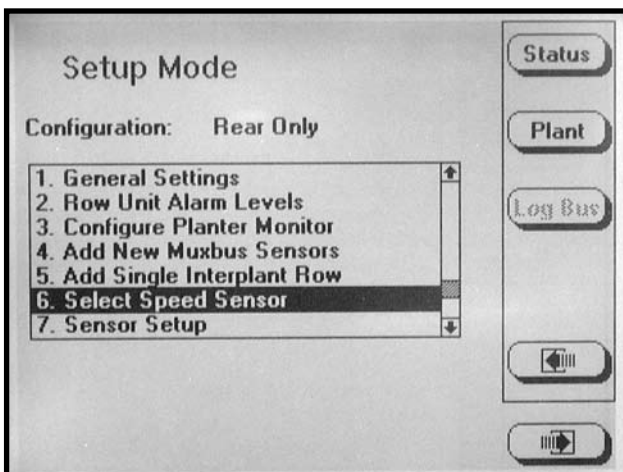 Setup Mode
Configuration: Rear Only
1. General Settings
2. Row Unit Alarm Levels
3. Configure Planter Monitor
4. Add New Muxbus Sensors
5. Add Single Interplant Row
6. Select Speed Sensor
7. Sensor Setup
Status
Plant
Log Bus